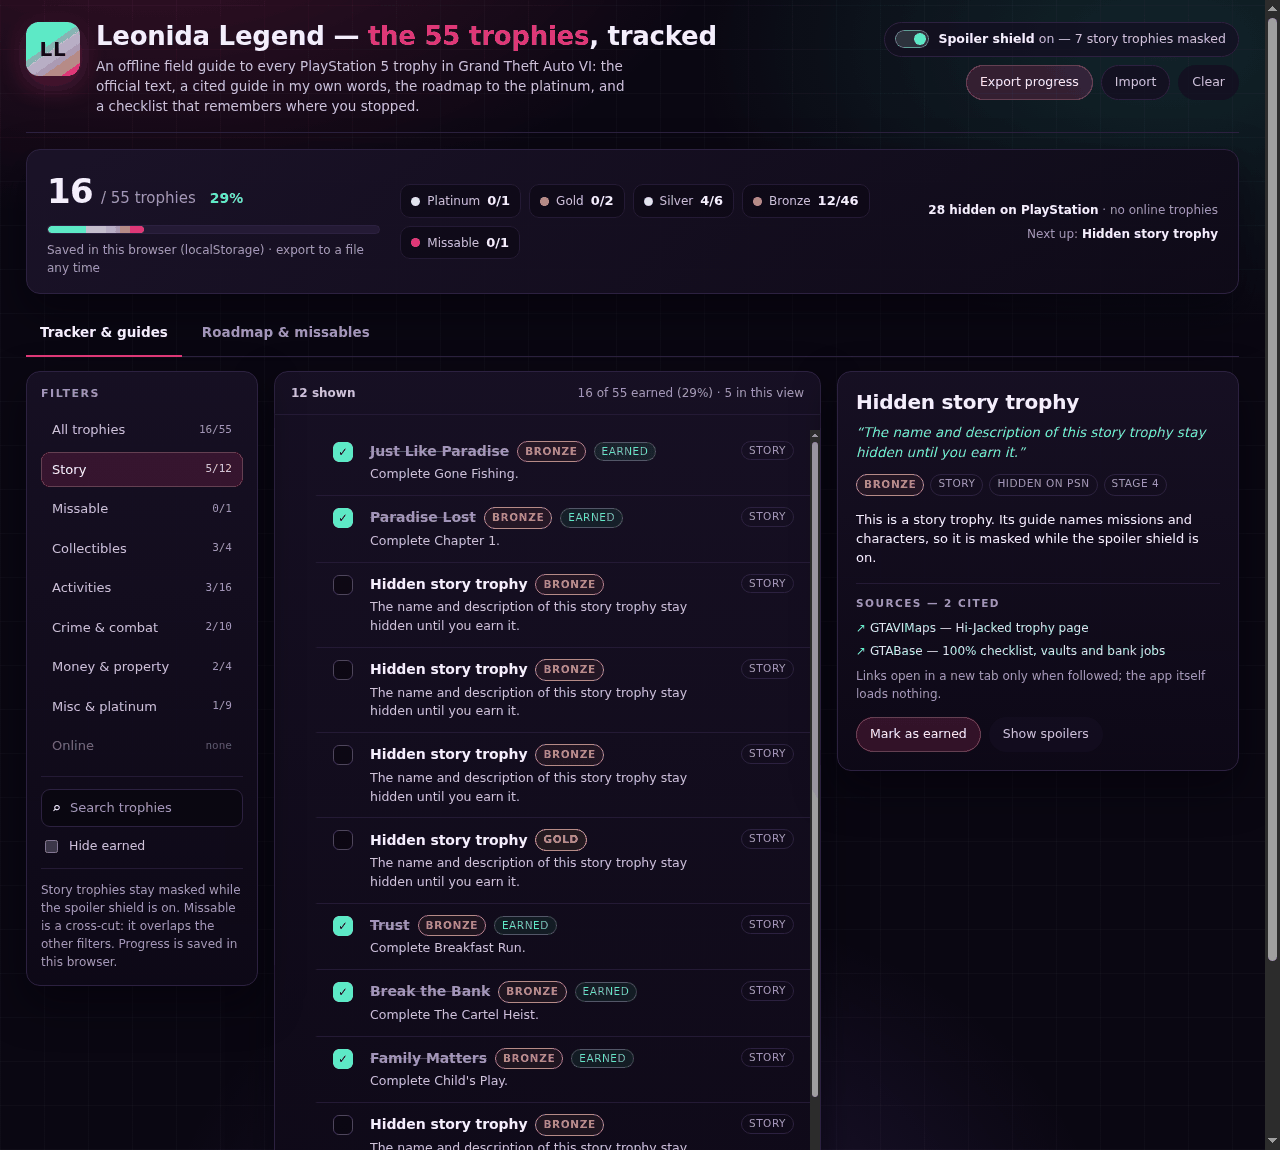 LL
Leonida Legend — the 55 trophies, tracked
An offline field guide to every PlayStation 5 trophy in Grand Theft Auto VI: the
official text, a cited guide in my own words, the roadmap to the platinum, and
a checklist that remembers where you stopped.
Spoiler shield on — 7 story trophies masked
Export progress
Import
Clear
16 / 55 trophies 29%
Saved in this browser (localStorage) · export to a file
any time
Platinum 0/1
Gold 0/2
Silver 4/6
Bronze 12/46
Missable 0/1
28 hidden on PlayStation · no online trophies
Next up: Hidden story trophy
Tracker & guides
Roadmap & missables
FILTERS
All trophies 16/55
Story 5/12
Missable 0/1
Collectibles 3/4
Activities 3/16
Crime & combat 2/10
Money & property 2/4
Misc & platinum 1/9
Online none
Search trophies
Hide earned
Story trophies stay masked while
the spoiler shield is on. Missable
is a cross-cut: it overlaps the
other filters. Progress is saved in
this browser.
12 shown
16 of 55 earned (29%) · 5 in this view
Just Like Paradise BRONZE EARNED STORY
Complete Gone Fishing.
Paradise Lost BRONZE EARNED STORY
Complete Chapter 1.
Hidden story trophy BRONZE STORY
The name and description of this story trophy stay
hidden until you earn it.
Hidden story trophy BRONZE STORY
The name and description of this story trophy stay
hidden until you earn it.
Hidden story trophy BRONZE STORY
The name and description of this story trophy stay
hidden until you earn it.
Hidden story trophy GOLD STORY
The name and description of this story trophy stay
hidden until you earn it.
Trust BRONZE EARNED STORY
Complete Breakfast Run.
Break the Bank BRONZE EARNED STORY
Complete The Cartel Heist.
Family Matters BRONZE EARNED STORY
Complete Child's Play.
Hidden story trophy BRONZE STORY
The name and description of this story trophy stay
Hidden story trophy
“The name and description of this story trophy stay
hidden until you earn it.”
BRONZE STORY HIDDEN ON PSN STAGE 4
This is a story trophy. Its guide names missions and
characters, so it is masked while the spoiler shield is
on.
SOURCES — 2 CITED
↗ GTAVIMaps — Hi-Jacked trophy page
↗ GTABase — 100% checklist, vaults and bank jobs
Links open in a new tab only when followed; the app itself
loads nothing.
Mark as earned
Show spoilers